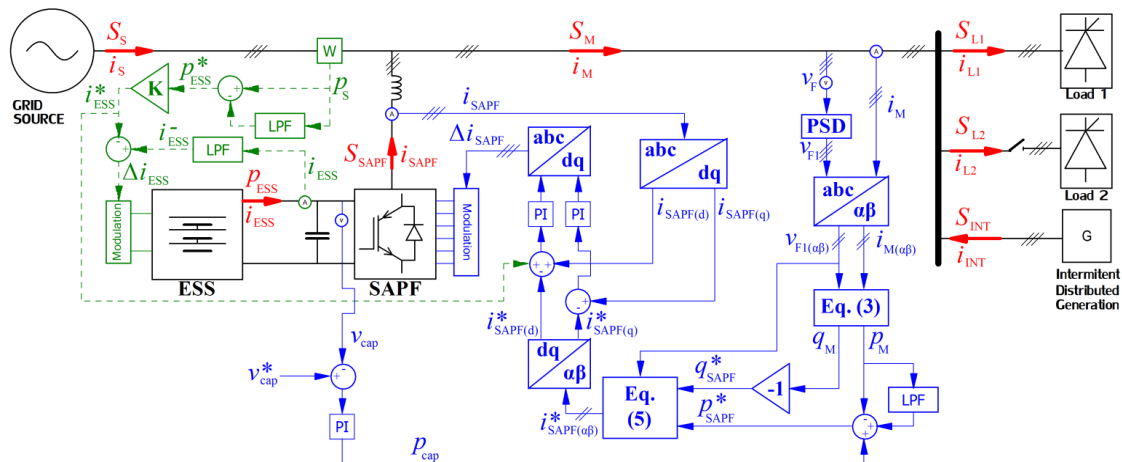 S_S
i_S
GRID
SOURCE
W
p_S
K
p*_ESS
i*_ESS
LPF
i⁻_ESS
LPF
Δi_ESS
i_ESS
Modulation
p_ESS
i_ESS
ESS
A
V
SAPF
S_SAPF
i_SAPF
Modulation
Δi_SAPF
A
i_SAPF
abc
dq
PI
PI
abc
dq
i_SAPF(d)
i_SAPF(q)
i*_SAPF(d)
i*_SAPF(q)
dq
αβ
i*_SAPF(αβ)
Eq.
(5)
q*_SAPF
p*_SAPF
-1
S_M
i_M
v_F
V
PSD
v_F1
A
i_M
abc
αβ
v_F1(αβ)
i_M(αβ)
Eq. (3)
q_M
p_M
LPF
v_cap
v*_cap
PI
p_cap
S_L1
i_L1
Load 1
S_L2
i_L2
Load 2
S_INT
i_INT
G
Intermitent
Distributed
Generation